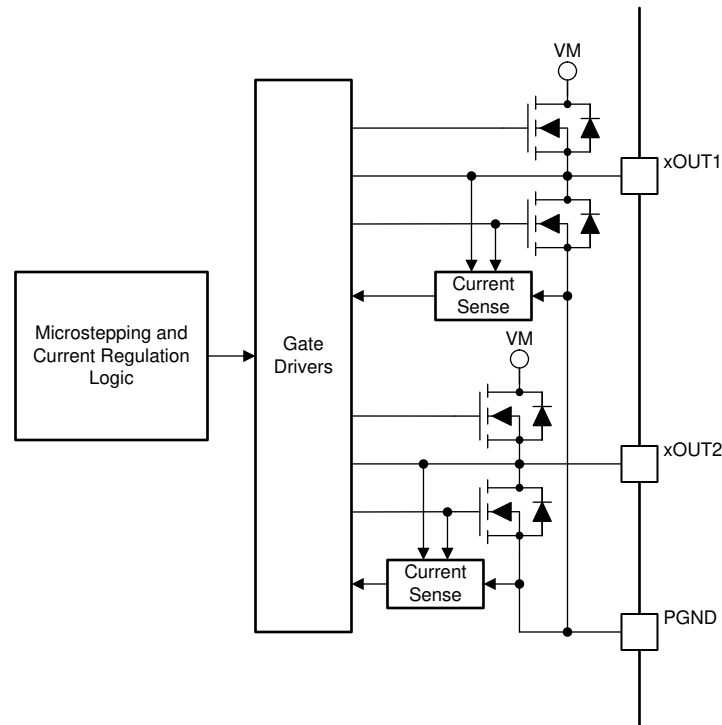 VM
xOUT1
Current
Sense
Microstepping and
Current Regulation
Logic
Gate
Drivers
VM
xOUT2
Current
Sense
PGND